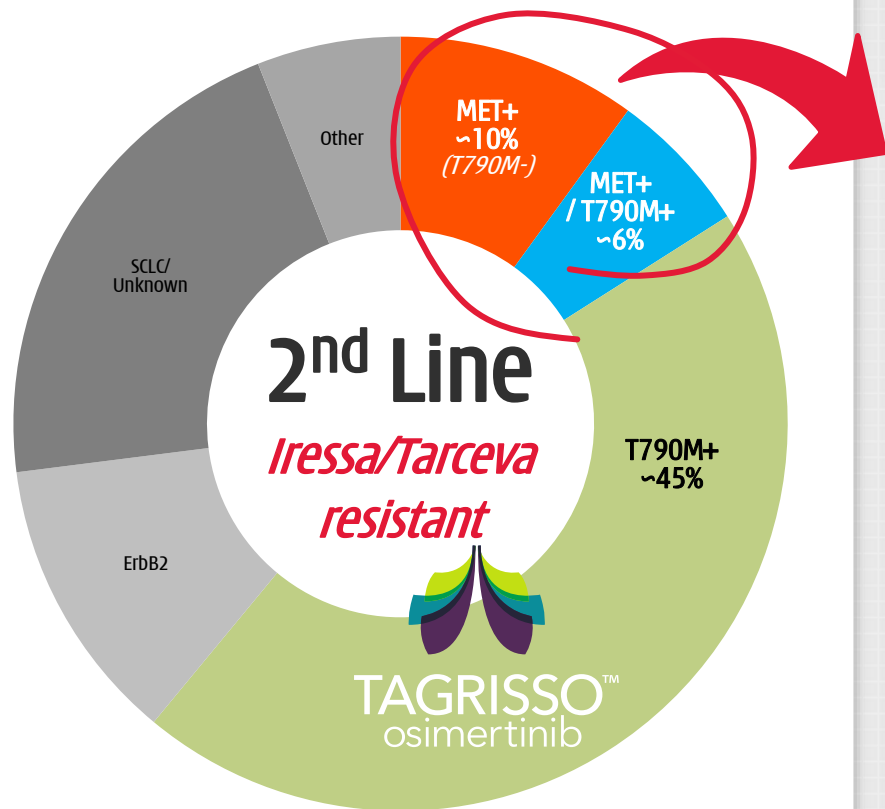 MET+
~10%
(T790M-)
MET+
/ T790M+
~6%
Other
SCLC/
Unknown
2nd Line
Iressa/Tarceva
resistant
T790M+
~45%
ErbB2
TAGRISSO™
osimertinib